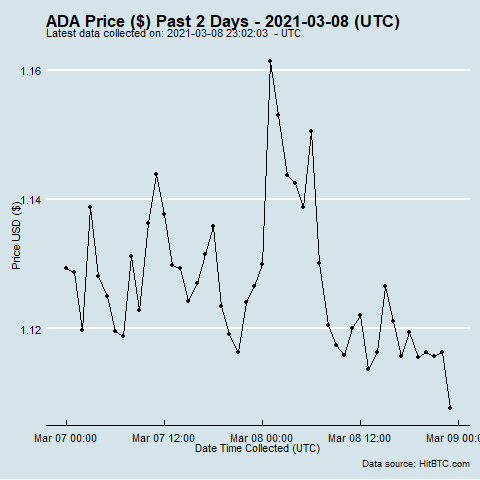 ADA Price ($) Past 2 Days - 2021-03-08 (UTC)
Latest data collected on: 2021-03-08 23:02:03 - UTC
1.16
1.14
1.12
Price USD ($)
Mar 07 00:00 Mar 07 12:00 Mar 08 00:00 Mar 08 12:00 Mar 09 00:00
Date Time Collected (UTC)
Data source: HitBTC.com